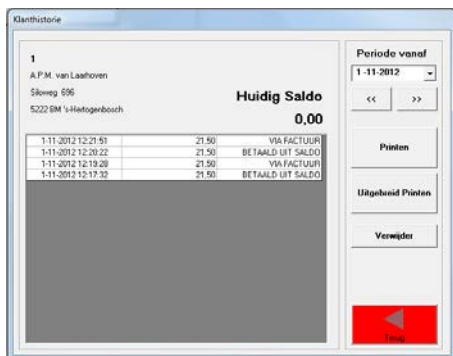 Klanthistorie
1
A.P.M. van Laarhoven
Siloweg 696
5222 BM 's-Hertogenbosch
Huidig Saldo
0,00
1-11-2012 12:21:51 21,50 VIA FACTUUR
1-11-2012 12:20:22 21,50 BETAALD UIT SALDO
1-11-2012 12:19:28 21,50 VIA FACTUUR
1-11-2012 12:17:32 21,50 BETAALD UIT SALDO
Periode vanaf
1-11-2012
<< >>
Printen
Uitgebreid Printen
Verwijder
Terug